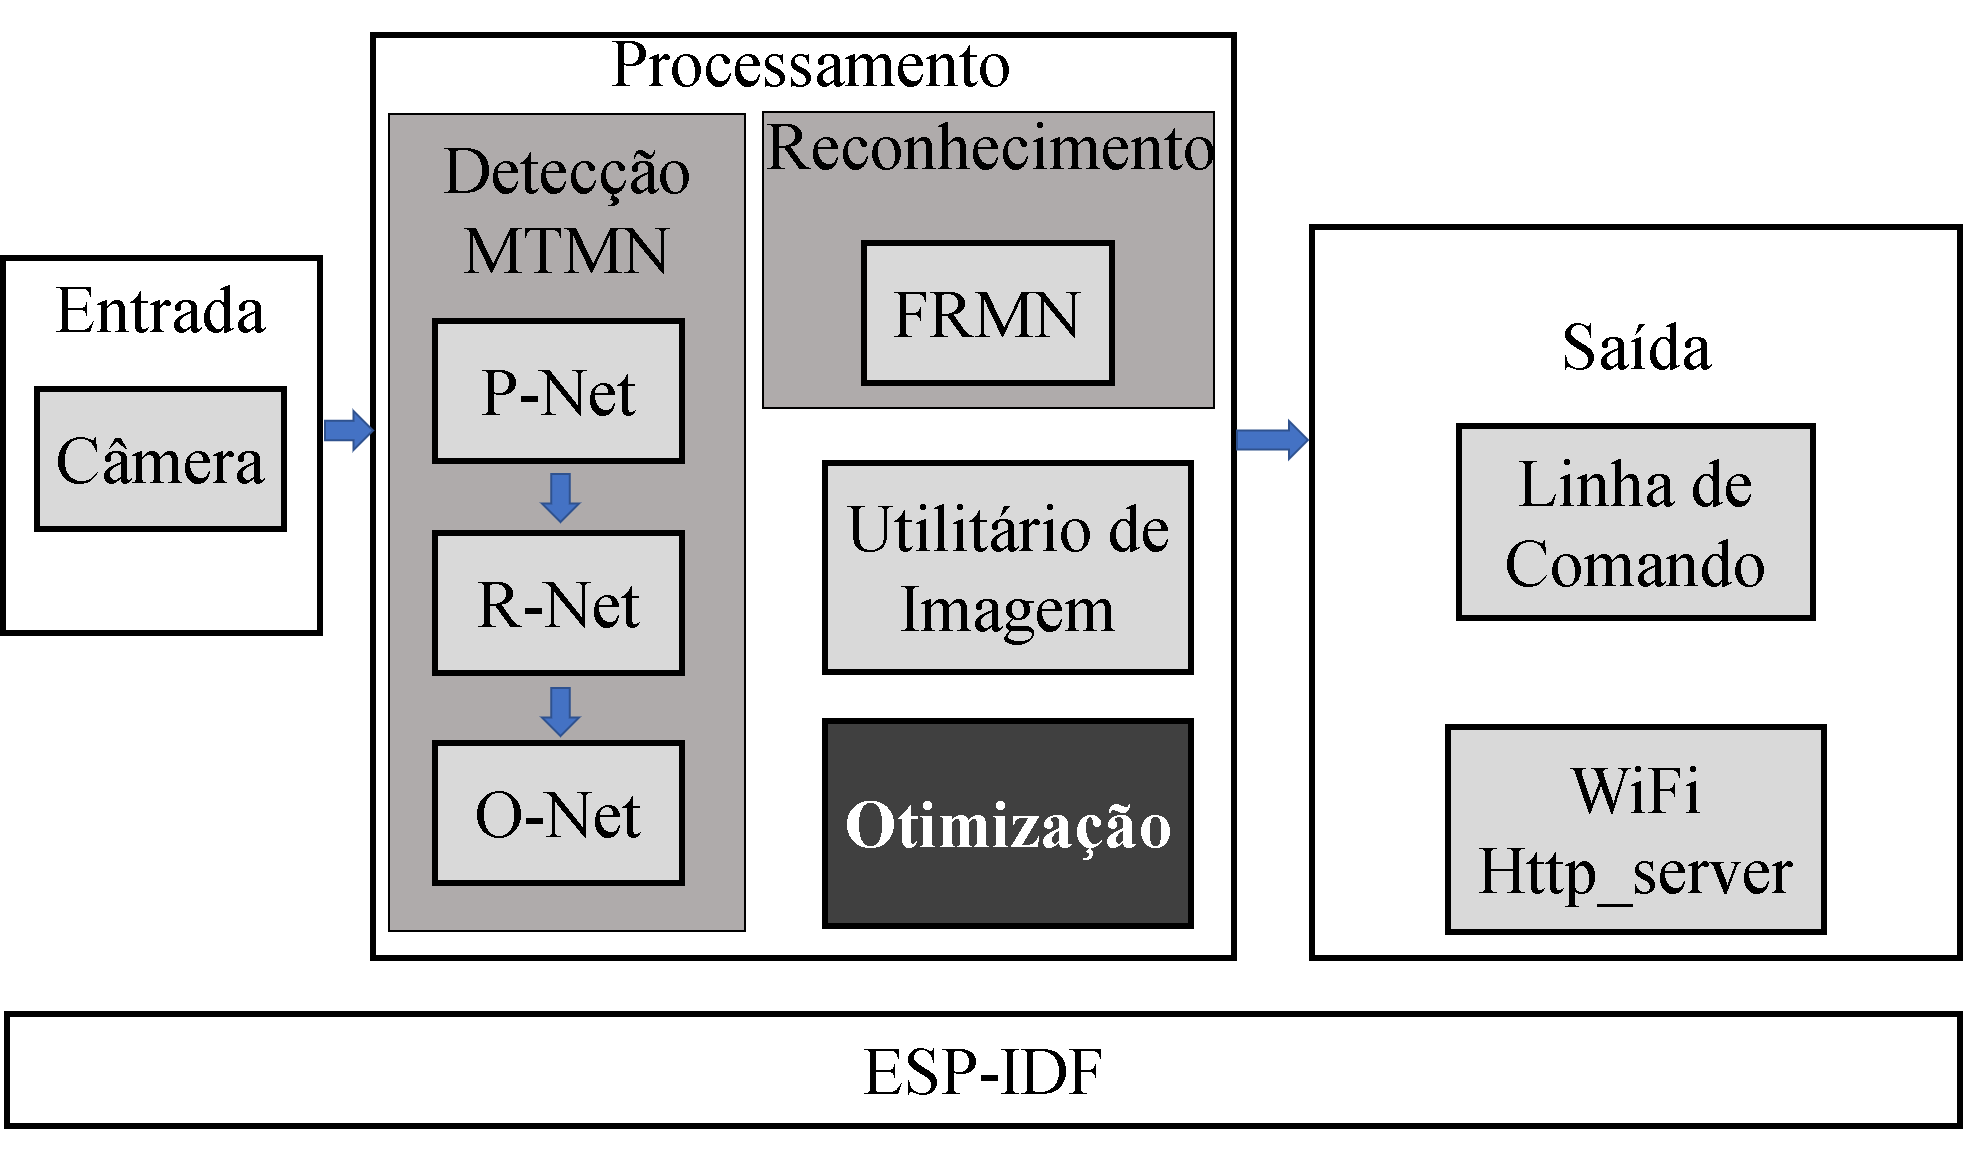 Entrada
Câmera
Processamento
Detecção
MTMN
P-Net
R-Net
O-Net
Reconhecimento
FRMN
Utilitário de
Imagem
Otimização
Saída
Linha de
Comando
WiFi
Http_server
ESP-IDF